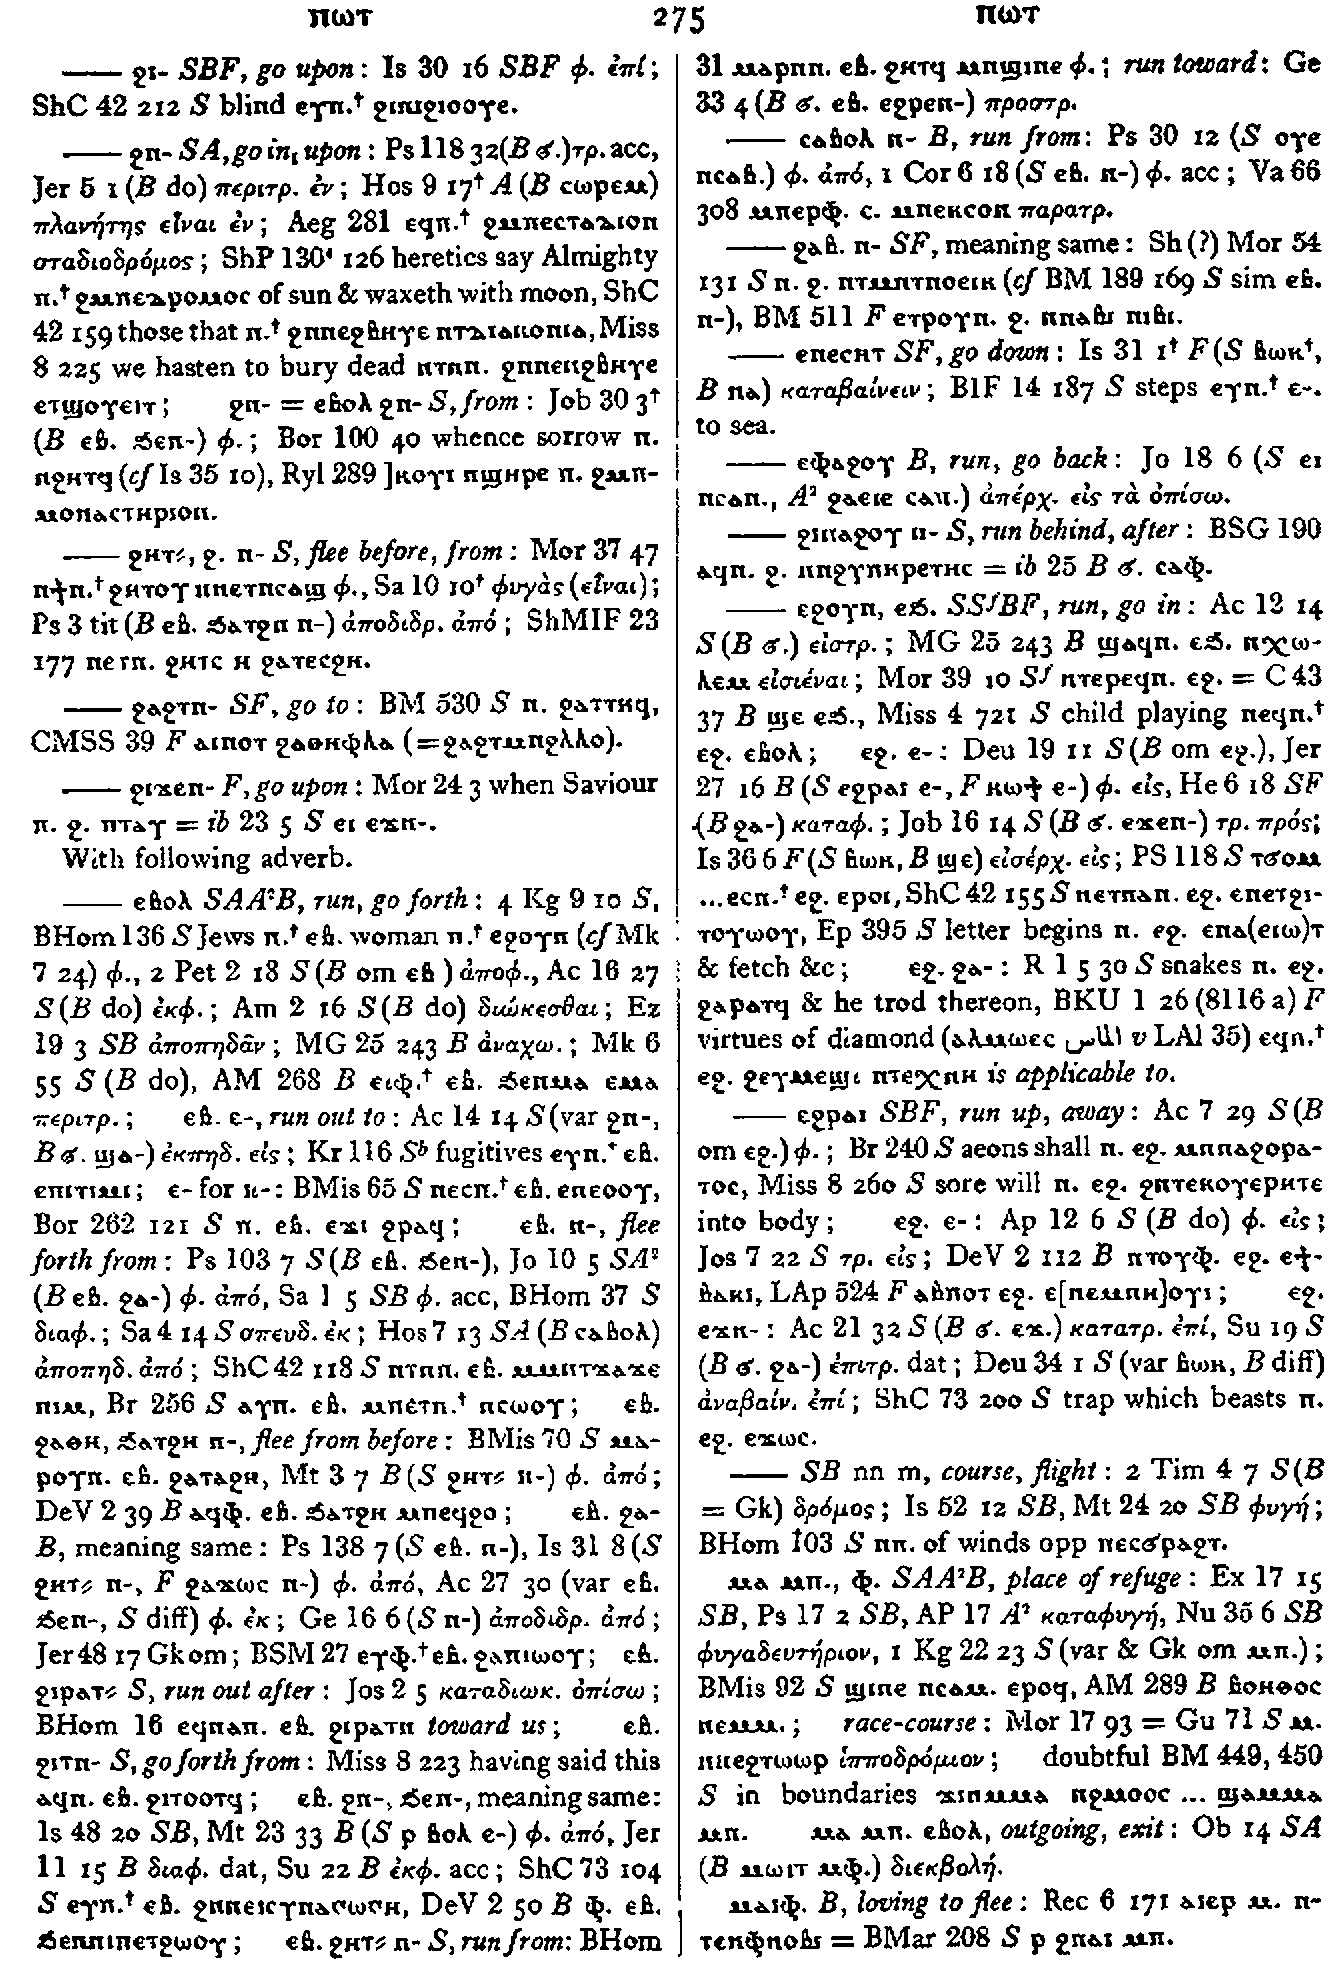 ⲡⲱⲧ 275 ⲡⲱⲧ
—— ϩⲓ- SBF, go upon: Is 30 16 SBF φ. ἐπί;
ShC 42 212 S blind ⲉⲩⲡ.† ϩⲓⲛϣϩⲓⲟⲟⲩⲉ.
—— ϩⲛ- SA, go in, upon: Ps 118 32 (B ϭ.) τρ. acc,
Jer 5 1 (B do) περιτρ. ἐν; Hos 9 17† A (B ⲥⲱⲣⲉⲙ)
πλανήτης εἶναι ἐν; Aeg 281 ⲉϥⲡ.† ϩⲙⲡⲉⲥⲧⲁⲇⲓⲟⲛ
σταδιοδρόμος; ShP 130⁴ 126 heretics say Almighty
ⲡ.† ϩⲙⲡⲉⲇⲣⲟⲙⲟⲥ of sun & waxeth with moon, ShC
42 159 those that ⲡ.† ϩⲛⲛⲉϩⲃⲏⲩⲉ ⲛⲧⲇⲓⲁⲕⲟⲛⲓⲁ, Miss
8 225 we hasten to bury dead ⲛⲧⲛⲡ. ϩⲛⲛⲉⲓϩⲃⲏⲩⲉ
ⲉⲧϣⲟⲩⲉⲓⲧ; ϩⲛ- = ⲉⲃⲟⲗ ϩⲛ- S, from: Job 30 3†
(B ⲉⲃ. ϧⲉⲛ-) φ.; Bor 100 40 whence sorrow ⲡ.
ⲛϩⲏⲧϥ (cf Is 35 10), Ryl 289 ]ⲕⲟⲩⲓ ⲛϣⲏⲣⲉ ⲡ. ϩⲙⲡ-
ⲙⲟⲛⲁⲥⲧⲏⲣⲓⲟⲛ.
—— ϩⲏⲧ⸗, ϩ. ⲛ- S, flee before, from: Mor 37 47
ⲛϯⲡ.† ϩⲏⲧⲟⲩ ⲛⲛⲉⲧⲛⲥⲁϣ φ., Sa 10 10† φυγὰς (εἶναι);
Ps 3 tit (B ⲉⲃ. ϧⲁⲧϩⲏ ⲛ-) ἀποδιδρ. ἀπό; ShMIF 23
177 ⲡⲉⲧⲡ. ϩⲏⲧⲥ ⲏ ϩⲁⲧⲉⲥϩⲏ.
—— ϩⲁϩⲧⲛ- SF, go to: BM 530 S ⲡ. ϩⲁⲧⲧⲏϥ,
CMSS 39 F ⲁⲓⲡⲟⲧ ϩⲁⲑⲏⲫⲗⲁ (=ϩⲁϩⲧⲙⲡϩⲗⲗⲟ).
—— ϩⲓϫⲉⲛ- F, go upon: Mor 24 3 when Saviour
ⲡ. ϩ. ⲡⲧⲁⲩ = ib 23 5 S ⲉⲓ ⲉϫⲛ-.
With following adverb.
—— ⲉⲃⲟⲗ SAA²B, run, go forth: 4 Kg 9 10 S,
BHom 136 S Jews ⲡ.† ⲉⲃ. woman ⲡ.† ⲉϩⲟⲩⲛ (cf Mk
7 24) φ., 2 Pet 2 18 S (B om ⲉⲃ) ἀποφ., Ac 16 27
S (B do) ἐκφ.; Am 2 16 S (B do) διώκεσθαι; Ez
19 3 SB ἀποπηδᾶν; MG 25 243 B ἀναχω.; Mk 6
55 S (B do), AM 268 B ⲉⲓⲫ.† ⲉⲃ. ϧⲉⲛⲙⲁ ⲉⲙⲁ
περιτρ.; ⲉⲃ. ⲉ-, run out to: Ac 14 14 S (var ϩⲛ-,
B ϭ. ϣⲁ-) ἐκπηδ. εἰς; Kr 116 Sᵇ fugitives ⲉⲩⲡ.† ⲉⲃ.
ⲉⲡⲓⲧⲓⲙⲓ; ⲉ- for ⲛ-: BMis 65 S ⲛⲉⲥⲡ.† ⲉⲃ. ⲉⲡⲉⲟⲟⲩ,
Bor 262 121 S ⲡ. ⲉⲃ. ⲉϫⲓ ϩⲣⲁϥ; ⲉⲃ. ⲛ-, flee
forth from: Ps 103 7 S (B ⲉⲃ. ϧⲉⲛ-), Jo 10 5 SA²
(B ⲉⲃ. ϩⲁ-) φ. ἀπό, Sa 1 5 SB φ. acc, BHom 37 S
διαφ.; Sa 4 14 S σπευδ. ἐκ; Hos 7 13 SA (B ⲥⲁⲃⲟⲗ)
ἀποπηδ. ἀπό; ShC 42 118 S ⲛⲧⲛⲡ. ⲉⲃ. ⲙⲙⲛⲧϫⲁϫⲉ
ⲛⲓⲙ, Br 256 S ⲁⲩⲡ. ⲉⲃ. ⲙⲡⲉⲧⲡ.† ⲛⲥⲱⲟⲩ; ⲉⲃ.
ϩⲁⲑⲏ, ϧⲁⲧϩⲏ ⲛ-, flee from before: BMis 70 S ⲙⲁ-
ⲣⲟⲩⲡ. ⲉⲃ. ϩⲁⲧⲁϩⲏ, Mt 3 7 B (S ϩⲏⲧ⸗ ⲛ-) φ. ἀπό;
DeV 2 39 B ⲁϥⲫ. ⲉⲃ. ϧⲁⲧϩⲏ ⲙⲡⲉϥϩⲟ; ⲉⲃ. ϩⲁ-
B, meaning same: Ps 138 7 (S ⲉⲃ. ⲛ-), Is 31 8 (S
ϩⲏⲧ⸗ ⲛ-, F ϩⲁϫⲱⲥ ⲛ-) φ. ἀπό, Ac 27 30 (var ⲉⲃ.
ϧⲉⲛ-, S diff) φ. ἐκ; Ge 16 6 (S ⲛ-) ἀποδιδρ. ἀπό;
Jer 48 17 Gk om; BSM 27 ⲉⲩⲫ.† ⲉⲃ. ϩⲁⲡⲓⲱⲟⲩ; ⲉⲃ.
ϩⲓⲣⲁⲧ⸗ S, run out after: Jos 2 5 καταδιωκ. ὀπίσω;
BHom 16 ⲉϥⲛⲁⲡ. ⲉⲃ. ϩⲓⲣⲁⲧⲛ toward us; ⲉⲃ.
ϩⲓⲧⲛ- S, go forth from: Miss 8 223 having said this
ⲁϥⲡ. ⲉⲃ. ϩⲓⲧⲟⲟⲧϥ; ⲉⲃ. ϩⲛ-, ϧⲉⲛ-, meaning same:
Is 48 20 SB, Mt 23 33 B (S ⲣ ⲃⲟⲗ ⲉ-) φ. ἀπό, Jer
11 15 B διαφ. dat, Su 22 B ἐκφ. acc; ShC 73 104
S ⲉⲩⲡ.† ⲉⲃ. ϩⲛⲛⲉⲓⲥⲩⲛⲁⲅⲱⲅⲏ, DeV 2 50 B ⲫ. ⲉⲃ.
ϧⲉⲛⲛⲓⲡⲉⲧϩⲱⲟⲩ; ⲉⲃ. ϩⲏⲧ⸗ ⲛ- S, run from: BHom
31 ⲙⲁⲣⲛⲡ. ⲉⲃ. ϩⲏⲧϥ ⲙⲡϣⲓⲡⲉ φ.; run toward: Ge
33 4 (B ϭ. ⲉⲃ. ⲉϩⲣⲉⲛ-) προστρ.
—— ⲥⲁⲃⲟⲗ ⲛ- B, run from: Ps 30 12 (S ⲟⲩⲉ
ⲛⲥⲁⲃ.) φ. ἀπό, 1 Cor 6 18 (S ⲉⲃ. ⲛ-) φ. acc; Va 66
308 ⲙⲡⲉⲣⲫ. ⲥ. ⲙⲡⲉⲕⲥⲟⲛ παρατρ.
—— ϩⲁⲃ. ⲛ- SF, meaning same: Sh (?) Mor 54
131 S ⲡ. ϩ. ⲛⲧⲙⲛⲧⲛⲟⲉⲓⲕ (cf BM 189 169 S sim ⲉⲃ.
ⲛ-), BM 511 F ⲉⲧⲣⲟⲩⲡ. ϩ. ⲛⲛⲁⲃⲓ ⲛⲓⲃⲓ.
—— ⲉⲡⲉⲥⲏⲧ SF, go down: Is 31 1† F (S ⲃⲱⲕ†,
B ⲛⲁ) καταβαίνειν; BIF 14 187 S steps ⲉⲩⲡ.† ⲉ-.
to sea.
—— ⲉⲫⲁϩⲟⲩ B, run, go back: Jo 18 6 (S ⲉⲓ
ⲛⲥⲁⲡ., A² ϩⲁⲉⲓⲉ ⲥⲁⲡ.) ἀπέρχ. εἰς τὰ ὀπίσω.
—— ϩⲓⲡⲁϩⲟⲩ ⲛ- S, run behind, after: BSG 190
ⲁϥⲡ. ϩ. ⲛⲛϩⲩⲡⲏⲣⲉⲧⲏⲥ = ib 25 B ϭ. ⲥⲁⲫ.
—— ⲉϩⲟⲩⲛ, ⲉϧ. SSᶠBF, run, go in: Ac 12 14
S (B ϭ.) εἰστρ.; MG 25 243 B ϣⲁϥⲡ. ⲉϧ. ⲛⲭⲱ-
ⲗⲉⲙ εἰσιέναι; Mor 39 10 Sᶠ ⲛⲧⲉⲣⲉϥⲡ. ⲉϩ. = C 43
37 B ϣⲉ ⲉϧ., Miss 4 721 S child playing ⲛⲉϥⲡ.†
ⲉϩ. ⲉⲃⲟⲗ; ⲉϩ. ⲉ-: Deu 19 11 S (B om ⲉϩ.), Jer
27 16 B (S ⲉϩⲣⲁⲓ ⲉ-, F ⲕⲱϯ ⲉ-) φ. εἰς, He 6 18 SF
(B ϩⲁ-) καταφ.; Job 16 14 S (B ϭ. ⲉϫⲉⲛ-) τρ. πρός;
Is 36 6 F (S ⲃⲱⲕ, B ϣⲉ) εἰσέρχ. εἰς; PS 118 S ⲧϭⲟⲙ
...ⲉⲥⲡ.† ⲉϩ. ⲉⲣⲟⲓ, ShC 42 155 S ⲛⲉⲧⲛⲁⲡ. ⲉϩ. ⲉⲡⲉⲧϩⲓ-
ⲧⲟⲩⲱⲟⲩ, Ep 395 S letter begins ⲡ. ⲉϩ. ⲉⲡⲁ(ⲉⲓⲱ)ⲧ
& fetch &c; ⲉϩ. ϩⲁ-: R 1 5 30 S snakes ⲡ. ⲉϩ.
ϩⲁⲣⲁⲧϥ & he trod thereon, BKU 1 26 (8116 a) F
virtues of diamond (ⲁⲗⲙⲱⲉⲥ الماس v LAl 35) ⲉϥⲡ.†
ⲉϩ. ϩⲉⲩⲙⲉⲏϣⲓ ⲛⲧⲉⲭⲛⲏ is applicable to.
—— ⲉϩⲣⲁⲓ SBF, run up, away: Ac 7 29 S (B
om ⲉϩ.) φ.; Br 240 S aeons shall ⲡ. ⲉϩ. ⲙⲡⲡⲁϩⲟⲣⲁ-
ⲧⲟⲥ, Miss 8 260 S sore will ⲡ. ⲉϩ. ϩⲛⲧⲉⲕⲟⲩⲉⲣⲏⲧⲉ
into body; ⲉϩ. ⲉ-: Ap 12 6 S (B do) φ. εἰς;
Jos 7 22 S τρ. εἰς; DeV 2 112 B ⲛⲧⲟⲩⲫ. ⲉϩ. ⲉϯ-
ⲃⲁⲕⲓ, LAp 524 F ⲁⲃⲡⲟⲧ ⲉϩ. ⲉ[ⲛⲉⲙⲡⲏ]ⲟⲩⲓ; ⲉϩ.
ⲉϫⲛ-: Ac 21 32 S (B ϭ. ⲉϫ.) κατατρ. ἐπί, Su 19 S
(B ϭ. ϩⲁ-) ἐπιτρ. dat; Deu 34 1 S (var ⲃⲱⲕ, B diff)
ἀναβαίν. ἐπί; ShC 73 200 S trap which beasts ⲡ.
ⲉϩ. ⲉϫⲱⲥ.
—— SB nn m, course, flight: 2 Tim 4 7 S (B
= Gk) δρόμος; Is 52 12 SB, Mt 24 20 SB φυγή;
BHom 103 S ⲡⲡ. of winds opp ⲡⲉⲥϭⲣⲁϩⲧ.
ⲙⲁ ⲙⲡ., ⲫ. SAA²B, place of refuge: Ex 17 15
SB, Ps 17 2 SB, AP 17 A² καταφυγή, Nu 35 6 SB
φυγαδευτήριον, 1 Kg 22 23 S (var & Gk om ⲙⲡ.);
BMis 92 S ϣⲓⲛⲉ ⲛⲥⲁⲙ. ⲉⲣⲟϥ, AM 289 B ⲃⲟⲏⲑⲟⲥ
ⲛⲉⲙⲙ.; race-course: Mor 17 93 = Gu 71 S ⲙ.
ⲛⲛⲉϩⲧⲱⲱⲣ ἱπποδρόμιον; doubtful BM 449, 450
S in boundaries ϫⲓⲛⲙⲙⲁ ⲛϩⲙⲟⲟⲥ ... ϣⲁⲙⲙⲁ
ⲙⲡ. ⲙⲁ ⲙⲡ. ⲉⲃⲟⲗ, outgoing, exit: Ob 14 SA
(B ⲙⲱⲓⲧ ⲙⲫ.) διεκβολή.
ⲙⲁⲓⲫ. B, loving to flee: Rec 6 171 ⲁⲓⲉⲣ ⲙ. ⲛ-
ⲧⲉⲛⲫⲛⲟⲃⲓ = BMar 208 S ⲣ ϩⲛⲁⲓ ⲙⲡ.